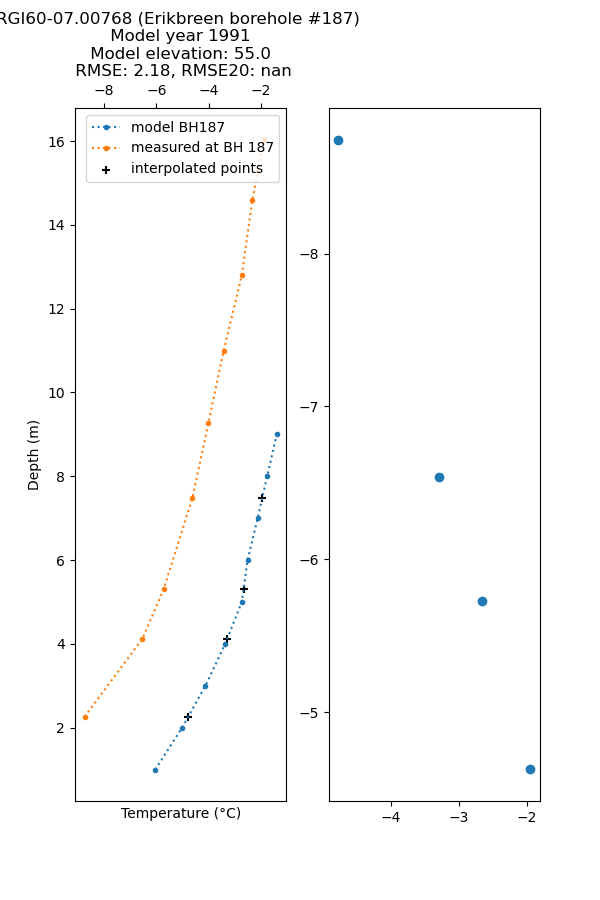 RGI60-07.00768 (Erikbreen borehole #187)
Model year 1991
Model elevation: 55.0
RMSE: 2.18, RMSE20: nan
−8 −6 −4 −2
model BH187
measured at BH 187
interpolated points
16
14
12
10
8
6
4
2
Depth (m)
Temperature (°C)
−8
−7
−6
−5
−4 −3 −2